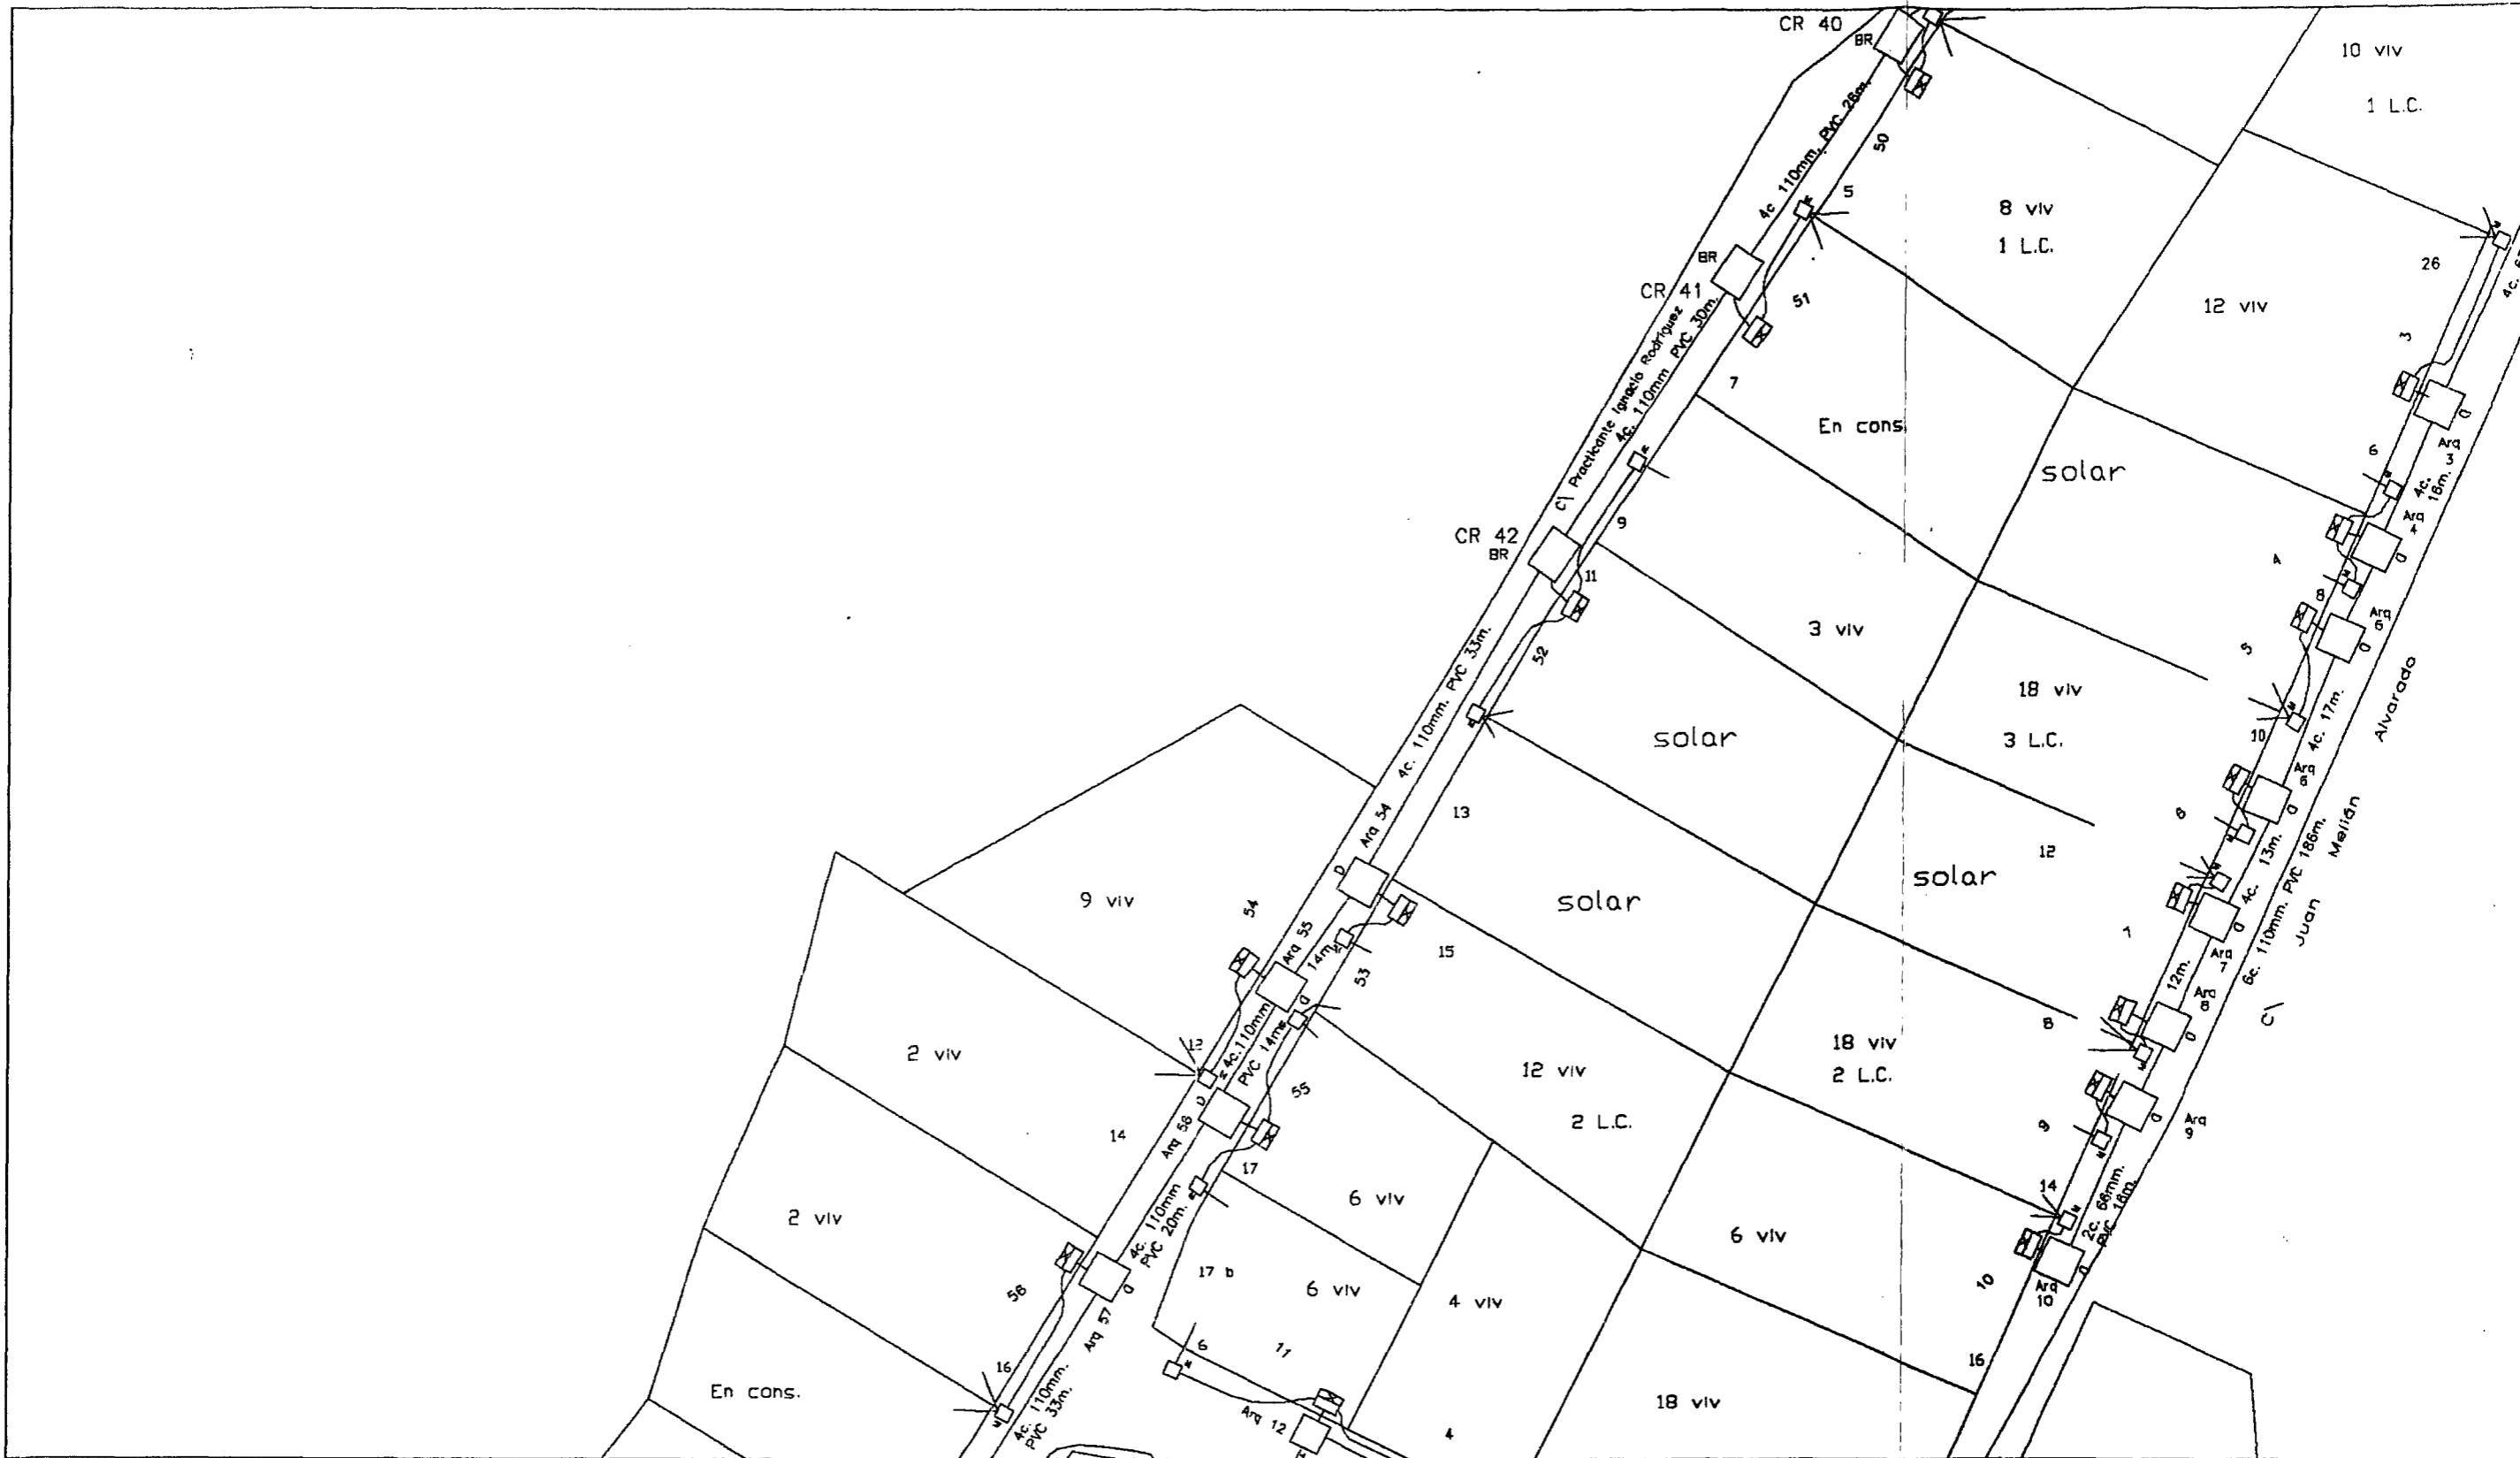 CR 40
BR
10 viv
1 L.C.
4c 110mm. PVC 26m.
50
5
8 viv
1 L.C.
BR
CR 41
51
26
12 viv
3
7
C\ Practicante Ignacio Rodriguez
4c. 110mm PVC 30m.
En cons.
solar
Arq
3
6
4c.
18m.
Arq
4
9
CR 42
BR
11
4
8
Arq
5
3 viv
52
5
18 viv
3 L.C.
4c. 110mm. PVC 33m.
solar
10
4c. 17m.
Alvarado
Arq
6
13
Arq 54
D
6
12
solar
4c. 13m.
6c. 110mm. PVC 186m.
Melián
Juan
C\
9 viv
54
solar
Arq 55
14m.
15
53
7
Arq
7
12m.
Arq
8
D
2 viv
12
4c. 110mm
PVC 14m.
8
18 viv
2 L.C.
12 viv
2 L.C.
55
D
14
Arq 56
17
9
Arq
9
14
2c. 66mm.
PVC 18m.
2 viv
4c. 110mm
PVC 20m.
6 viv
6 viv
17 b
6 viv
4 viv
56
D
Arq 57
10
Arq
10
16
6
11
16
En cons.
4c. 110mm.
PVC 33m.
18 viv
Arq 12
4